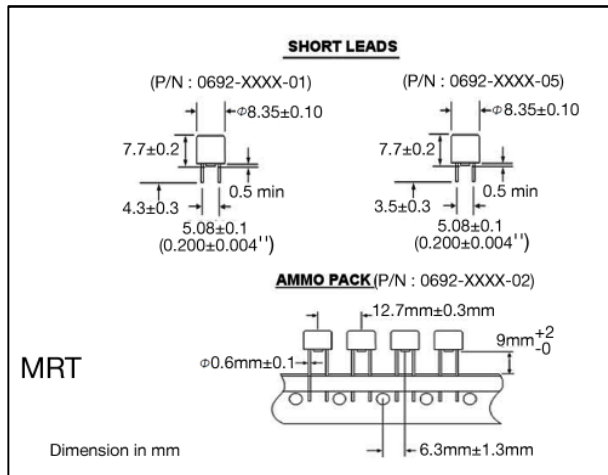 SHORT LEADS
(P/N : 0692-XXXX-01)
(P/N : 0692-XXXX-05)
Φ8.35±0.10
Φ8.35±0.10
7.7±0.2
7.7±0.2
0.5 min
0.5 min
4.3±0.3
3.5±0.3
5.08±0.1
(0.200±0.004'')
5.08±0.1
(0.200±0.004'')
AMMO PACK (P/N : 0692-XXXX-02)
12.7mm±0.3mm
9mm+2
-0
Φ0.6mm±0.1
MRT
6.3mm±1.3mm
Dimension in mm